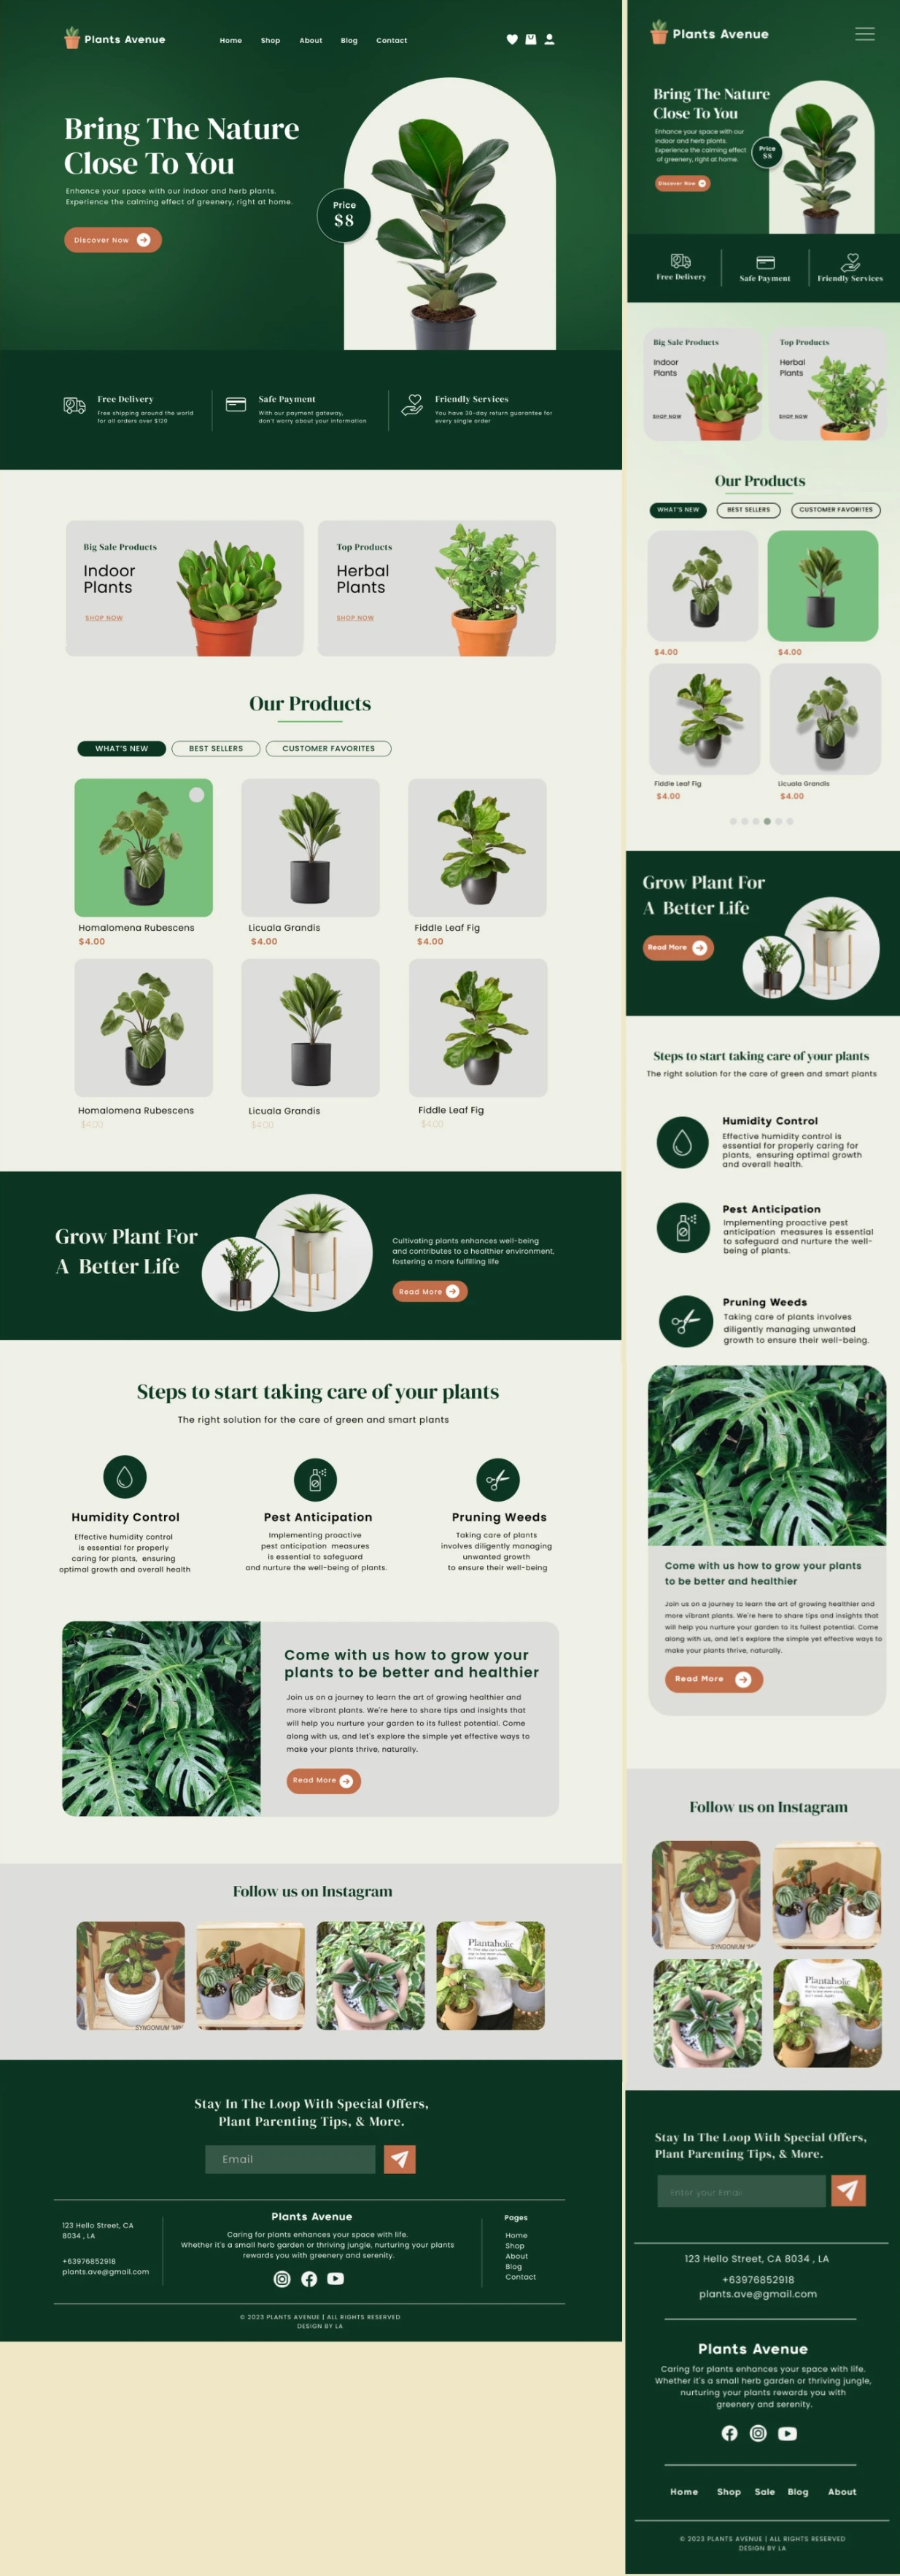 Plants Avenue
Home Shop About Blog Contact
Bring The Nature
Close To You
Enhance your space with our indoor and herb plants.
Experience the calming effect of greenery, right at home.
Discover Now
Price
$8
Free Delivery
Free shipping around the world
for all orders over $120
Safe Payment
With our payment gateway,
don't worry about your information
Friendly Services
You have 30-day return guarantee for
every single order
Big Sale Products
Indoor
Plants
SHOP NOW
Top Products
Herbal
Plants
SHOP NOW
Our Products
WHAT'S NEW
BEST SELLERS
CUSTOMER FAVORITES
Homalomena Rubescens
$4.00
Licuala Grandis
$4.00
Fiddle Leaf Fig
$4.00
Homalomena Rubescens
$4.00
Licuala Grandis
$4.00
Fiddle Leaf Fig
$4.00
Grow Plant For
A Better Life
Cultivating plants enhances well-being
and contributes to a healthier environment,
fostering a more fulfilling life
Read More
Steps to start taking care of your plants
The right solution for the care of green and smart plants
Humidity Control
Effective humidity control
is essential for properly
caring for plants, ensuring
optimal growth and overall health
Pest Anticipation
Implementing proactive
pest anticipation measures
is essential to safeguard
and nurture the well-being of plants.
Pruning Weeds
Taking care of plants
involves diligently managing
unwanted growth
to ensure their well-being
Come with us how to grow your
plants to be better and healthier
Join us on a journey to learn the art of growing healthier and
more vibrant plants. We're here to share tips and insights that
will help you nurture your garden to its fullest potential. Come
along with us, and let's explore the simple yet effective ways to
make your plants thrive, naturally.
Read More
Follow us on Instagram
SYNGONIUM
Plantaholic
Stay In The Loop With Special Offers,
Plant Parenting Tips, & More.
Email
123 Hello Street, CA
8034 , LA
+63976852918
plants.ave@gmail.com
Plants Avenue
Caring for plants enhances your space with life.
Whether it's a small herb garden or thriving jungle, nurturing your plants
rewards you with greenery and serenity.
Pages
Home
Shop
About
Blog
Contact
© 2023 PLANTS AVENUE | ALL RIGHTS RESERVED
DESIGN BY LA
Plants Avenue
Bring The Nature
Close To You
Enhance your space with our
indoor and herb plants.
Experience the calming effect
of greenery, right at home.
Discover Now
Price
$8
Free Delivery
Safe Payment
Friendly Services
Big Sale Products
Indoor
Plants
SHOP NOW
Top Products
Herbal
Plants
SHOP NOW
Our Products
WHAT'S NEW
BEST SELLERS
CUSTOMER FAVORITES
$4.00
$4.00
Fiddle Leaf Fig
$4.00
Licuala Grandis
$4.00
Grow Plant For
A Better Life
Read More
Steps to start taking care of your plants
The right solution for the care of green and smart plants
Humidity Control
Effective humidity control is
essential for properly caring for
plants, ensuring optimal growth
and overall health.
Pest Anticipation
Implementing proactive pest
anticipation measures is essential
to safeguard and nurture the well-
being of plants.
Pruning Weeds
Taking care of plants involves
diligently managing unwanted
growth to ensure their well-being.
Come with us how to grow your plants
to be better and healthier
Join us on a journey to learn the art of growing healthier and
more vibrant plants. We're here to share tips and insights that
will help you nurture your garden to its fullest potential. Come
along with us, and let's explore the simple yet effective ways to
make your plants thrive, naturally.
Read More
Follow us on Instagram
SYNGONIUM
Plantaholic
Stay In The Loop With Special Offers,
Plant Parenting Tips, & More.
Enter your Email
123 Hello Street, CA 8034 , LA
+63976852918
plants.ave@gmail.com
Plants Avenue
Caring for plants enhances your space with life.
Whether it's a small herb garden or thriving jungle,
nurturing your plants rewards you with
greenery and serenity.
Home Shop Sale Blog About
© 2023 PLANTS AVENUE | ALL RIGHTS RESERVED
DESIGN BY LA